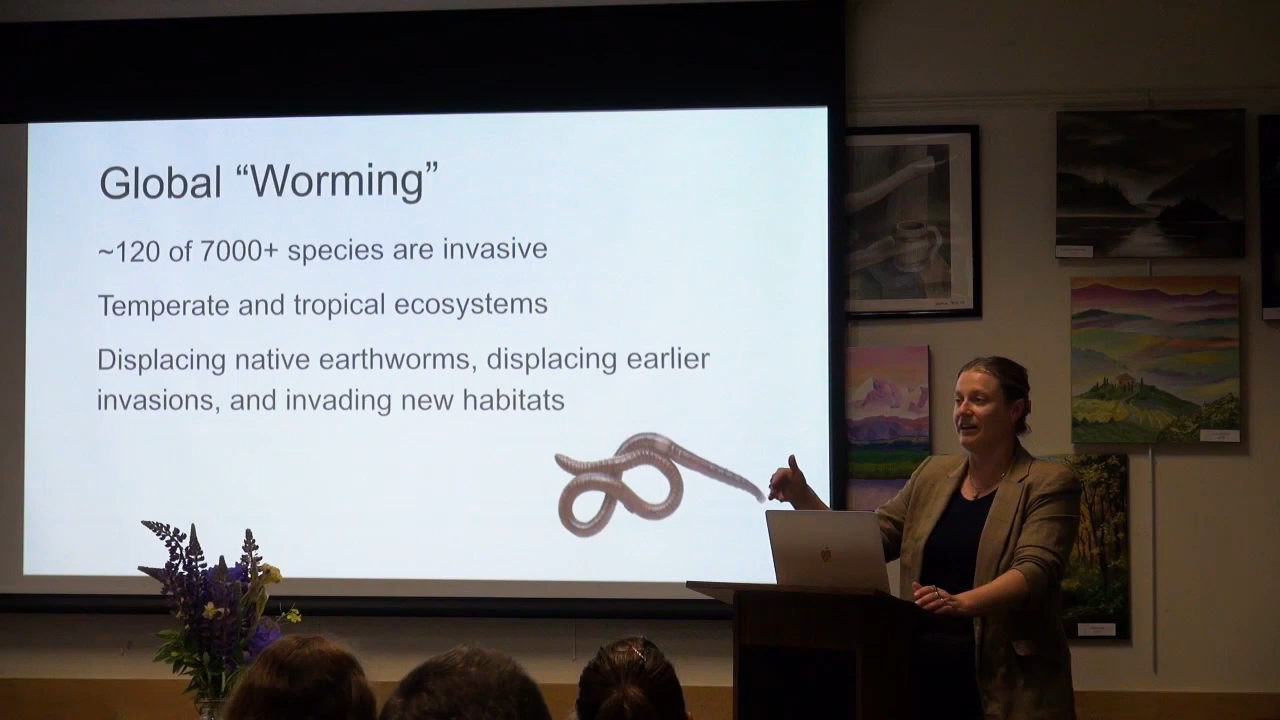 Global “Worming”
~120 of 7000+ species are invasive
Temperate and tropical ecosystems
Displacing native earthworms, displacing earlier
invasions, and invading new habitats